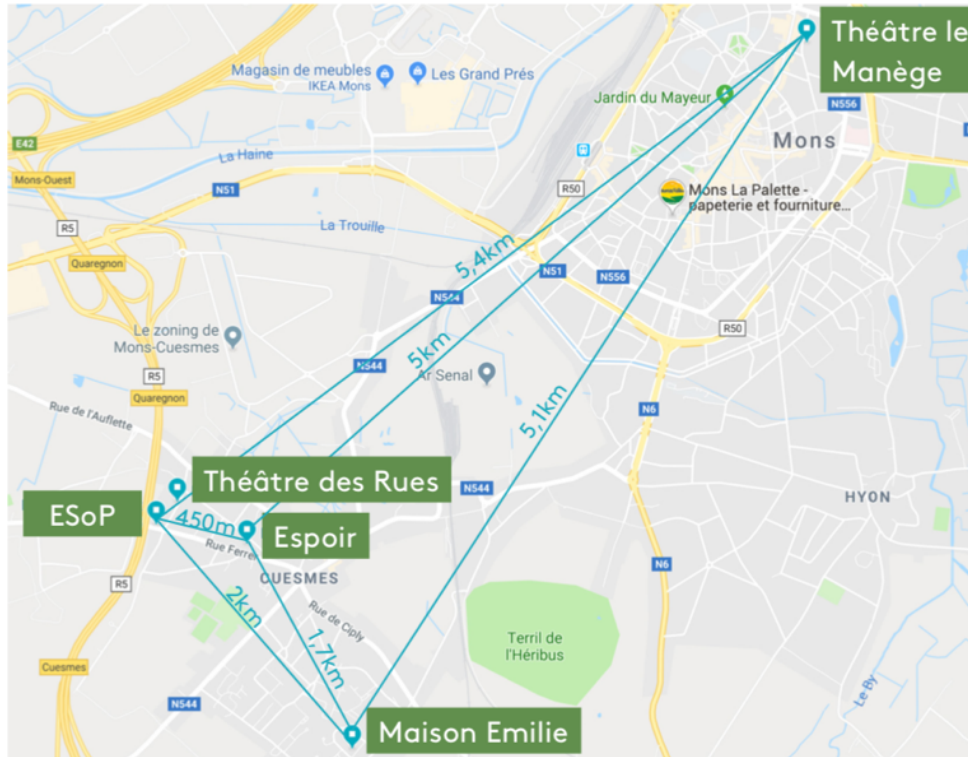 Théâtre le
Manège
Magasin de meubles
IKEA Mons
Les Grand Prés
Jardin du Mayeur
N556
E42
Mons
La Haine
Mons-Ouest
N51
R50
Mons La Palette -
papeterie et fourniture...
R5
La Trouille
Quaregnon
5,4km
N51
N556
N544
Le zoning de
Mons-Cuesmes
R50
5km
N544
Ar Senal
R5
Quaregnon
5,1km
N6
Rue de l'Auflette
Théâtre des Rues
N544
HYON
ESoP
450m
Espoir
Rue Ferrer
N6
R5
CUESMES
2km
Rue de Ciply
1,7km
Terril de
l'Héribus
Cuesmes
N544
Le By
Maison Emilie